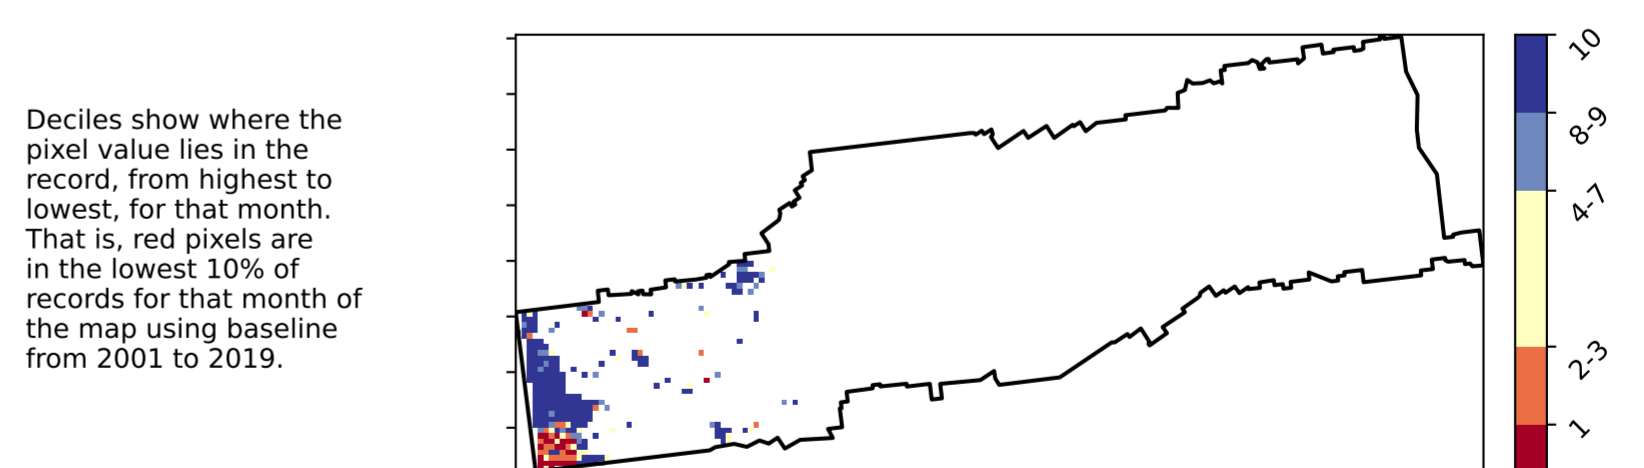 Deciles show where the
pixel value lies in the
record, from highest to
lowest, for that month.
That is, red pixels are
in the lowest 10% of
records for that month of
the map using baseline
from 2001 to 2019.
10
8-9
4-7
2-3
1